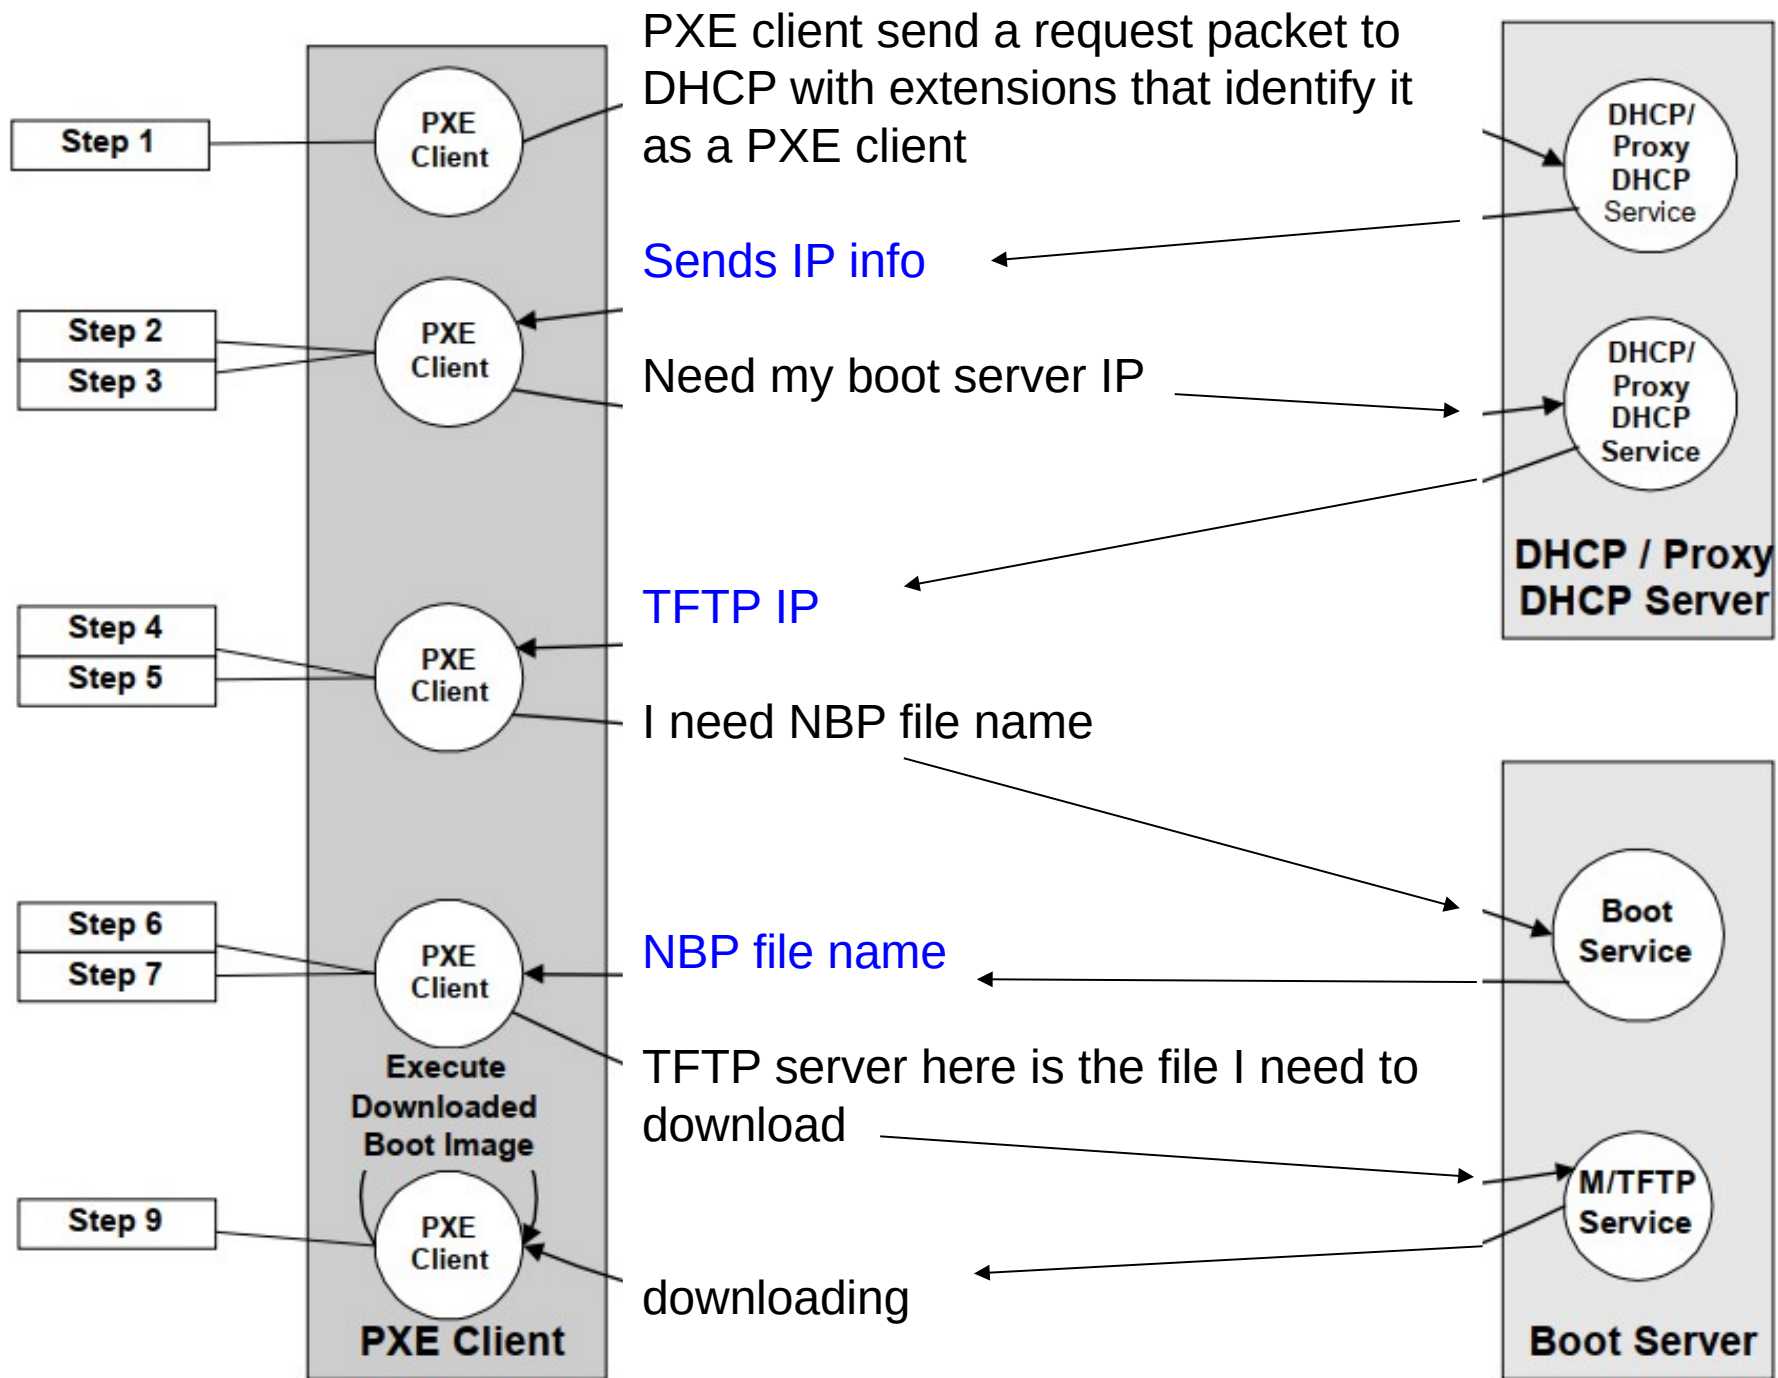 PXE client send a request packet to
DHCP with extensions that identify it
as a PXE client
Step 1
PXE
Client
DHCP/
Proxy
DHCP
Service
Sends IP info
Step 2
Step 3
PXE
Client
Need my boot server IP
DHCP/
Proxy
DHCP
Service
DHCP / Proxy
DHCP Server
TFTP IP
Step 4
Step 5
PXE
Client
I need NBP file name
Step 6
Step 7
PXE
Client
NBP file name
Boot
Service
Execute
Downloaded
Boot Image
TFTP server here is the file I need to
download
M/TFTP
Service
Step 9
PXE
Client
downloading
PXE Client
Boot Server